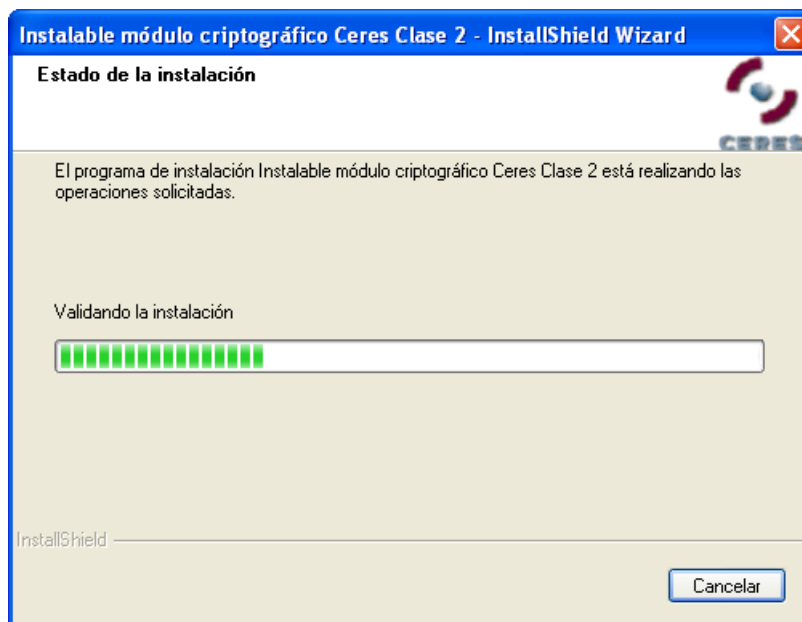 Instalable módulo criptográfico Ceres Clase 2 - InstallShield Wizard
Estado de la instalación
CERES
El programa de instalación Instalable módulo criptográfico Ceres Clase 2 está realizando las
operaciones solicitadas.
Validando la instalación
InstallShield
Cancelar